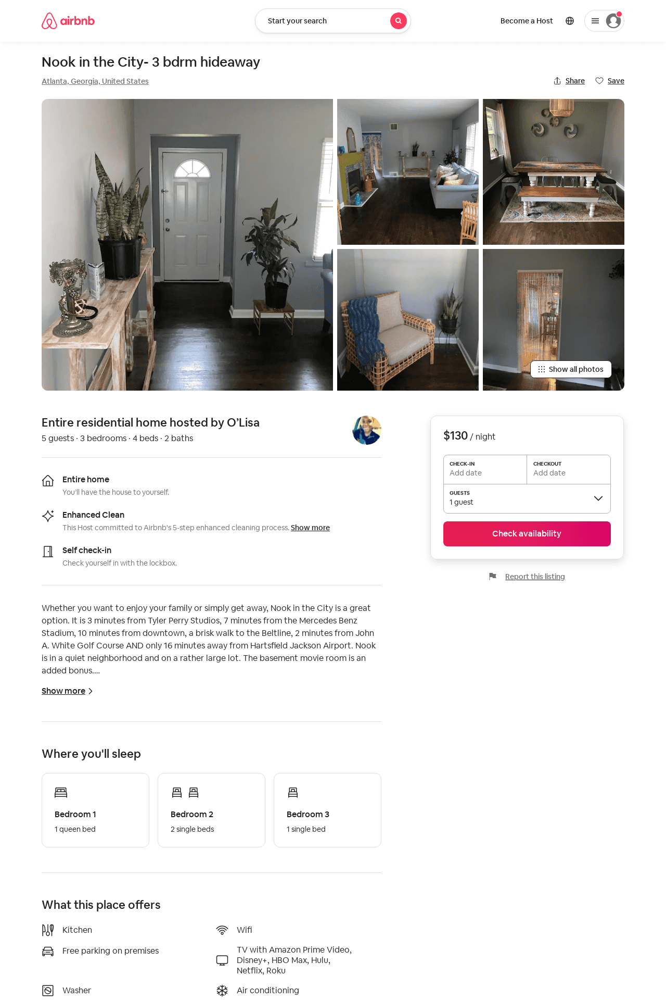 airbnb
Start your search
Become a Host
Nook in the City- 3 bdrm hideaway
Atlanta, Georgia, United States
Share
Save
Show all photos
Entire residential home hosted by O’Lisa
5 guests · 3 bedrooms · 4 beds · 2 baths
Entire home
You’ll have the house to yourself.
Enhanced Clean
This Host committed to Airbnb's 5-step enhanced cleaning process. Show more
Self check-in
Check yourself in with the lockbox.
$130 / night
CHECK-IN
Add date
CHECKOUT
Add date
GUESTS
1 guest
Check availability
Report this listing
Whether you want to enjoy your family or simply get away, Nook in the City is a great
option. It is 3 minutes from Tyler Perry Studios, 7 minutes from the Mercedes Benz
Stadium, 10 minutes from downtown, a brisk walk to the Beltline, 2 minutes from John
A. White Golf Course AND only 16 minutes away from Hartsfield Jackson Airport. Nook
is in a quiet neighborhood and on a rather large lot. The basement movie room is an
added bonus.…
Show more
Where you'll sleep
Bedroom 1
1 queen bed
Bedroom 2
2 single beds
Bedroom 3
1 single bed
What this place offers
Kitchen
Wifi
Free parking on premises
TV with Amazon Prime Video,
Disney+, HBO Max, Hulu,
Netflix, Roku
Washer
Air conditioning